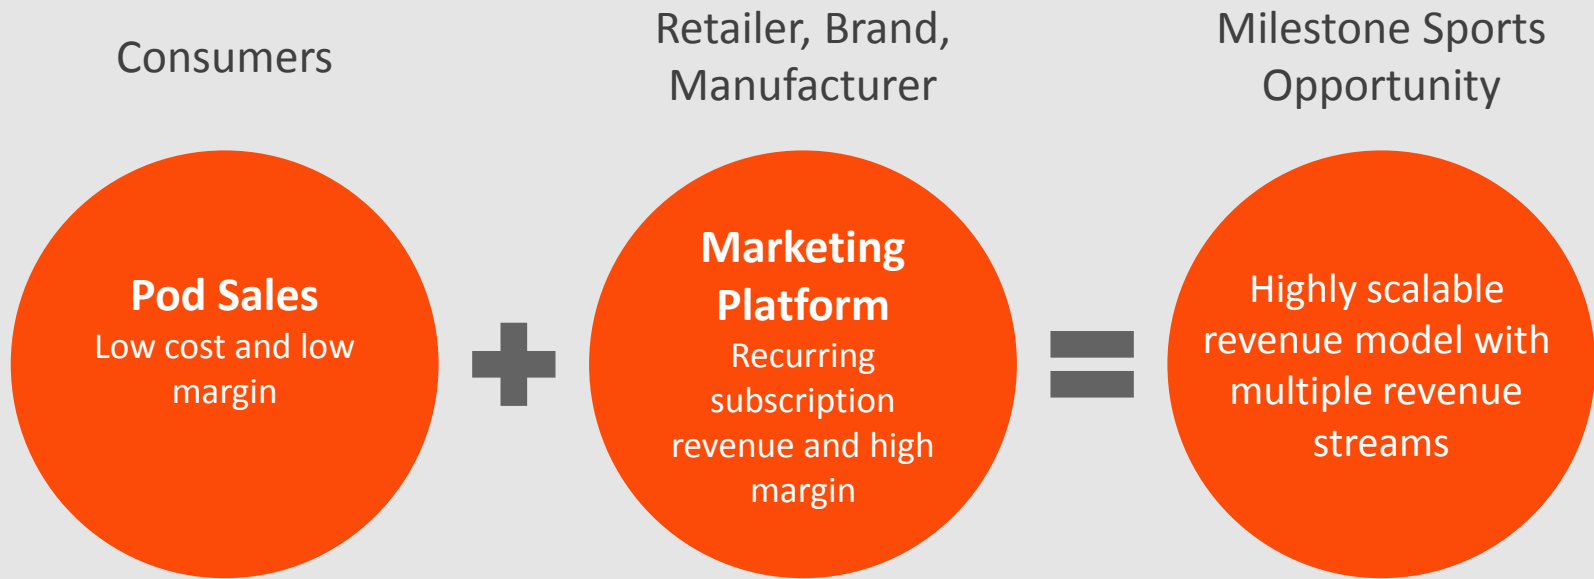 Consumers
Retailer, Brand,
Manufacturer
Milestone Sports
Opportunity
Pod Sales
Low cost and low
margin
Marketing
Platform
Recurring
subscription
revenue and high
margin
Highly scalable
revenue model with
multiple revenue
streams